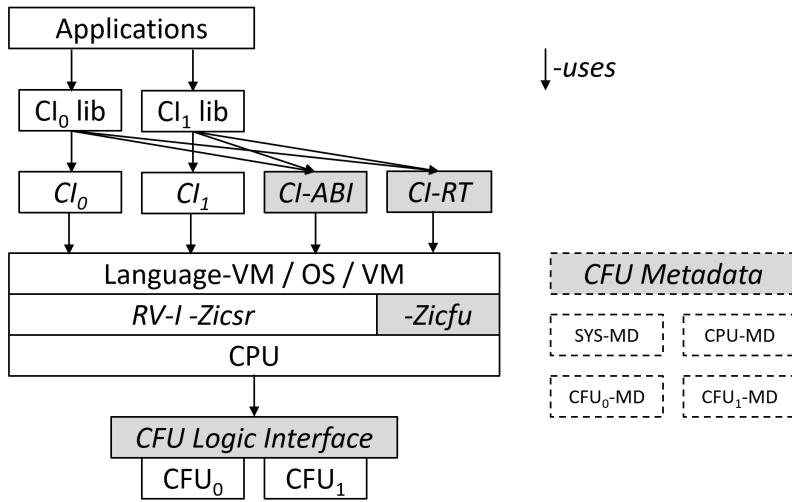 Applications
-uses
CI₀ lib CI₁ lib
CI₀ CI₁ CI-ABI CI-RT
Language-VM / OS / VM
CFU Metadata
RV-I -Zicsr -Zicfu
SYS-MD CPU-MD
CPU
CFU₀-MD CFU₁-MD
CFU Logic Interface
CFU₀ CFU₁